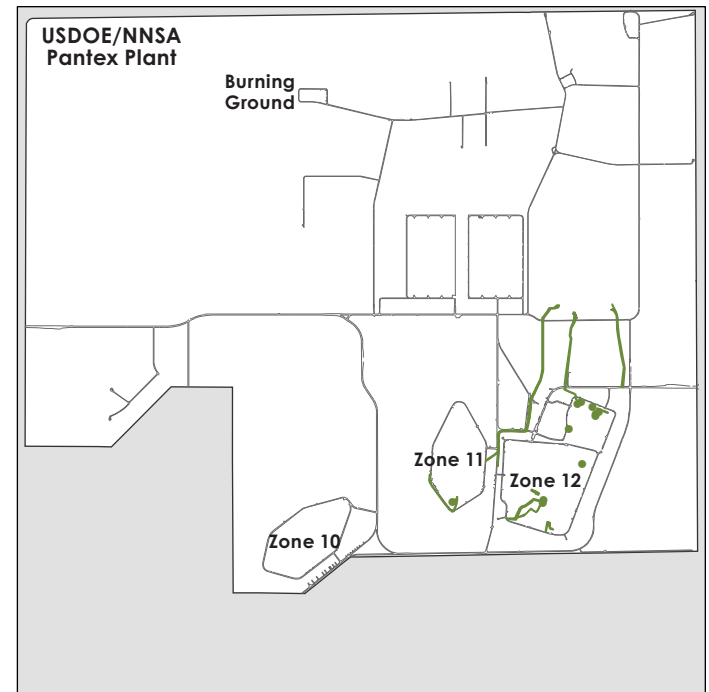 USDOE/NNSA
Pantex Plant
Burning
Ground
Zone 11
Zone 12
Zone 10